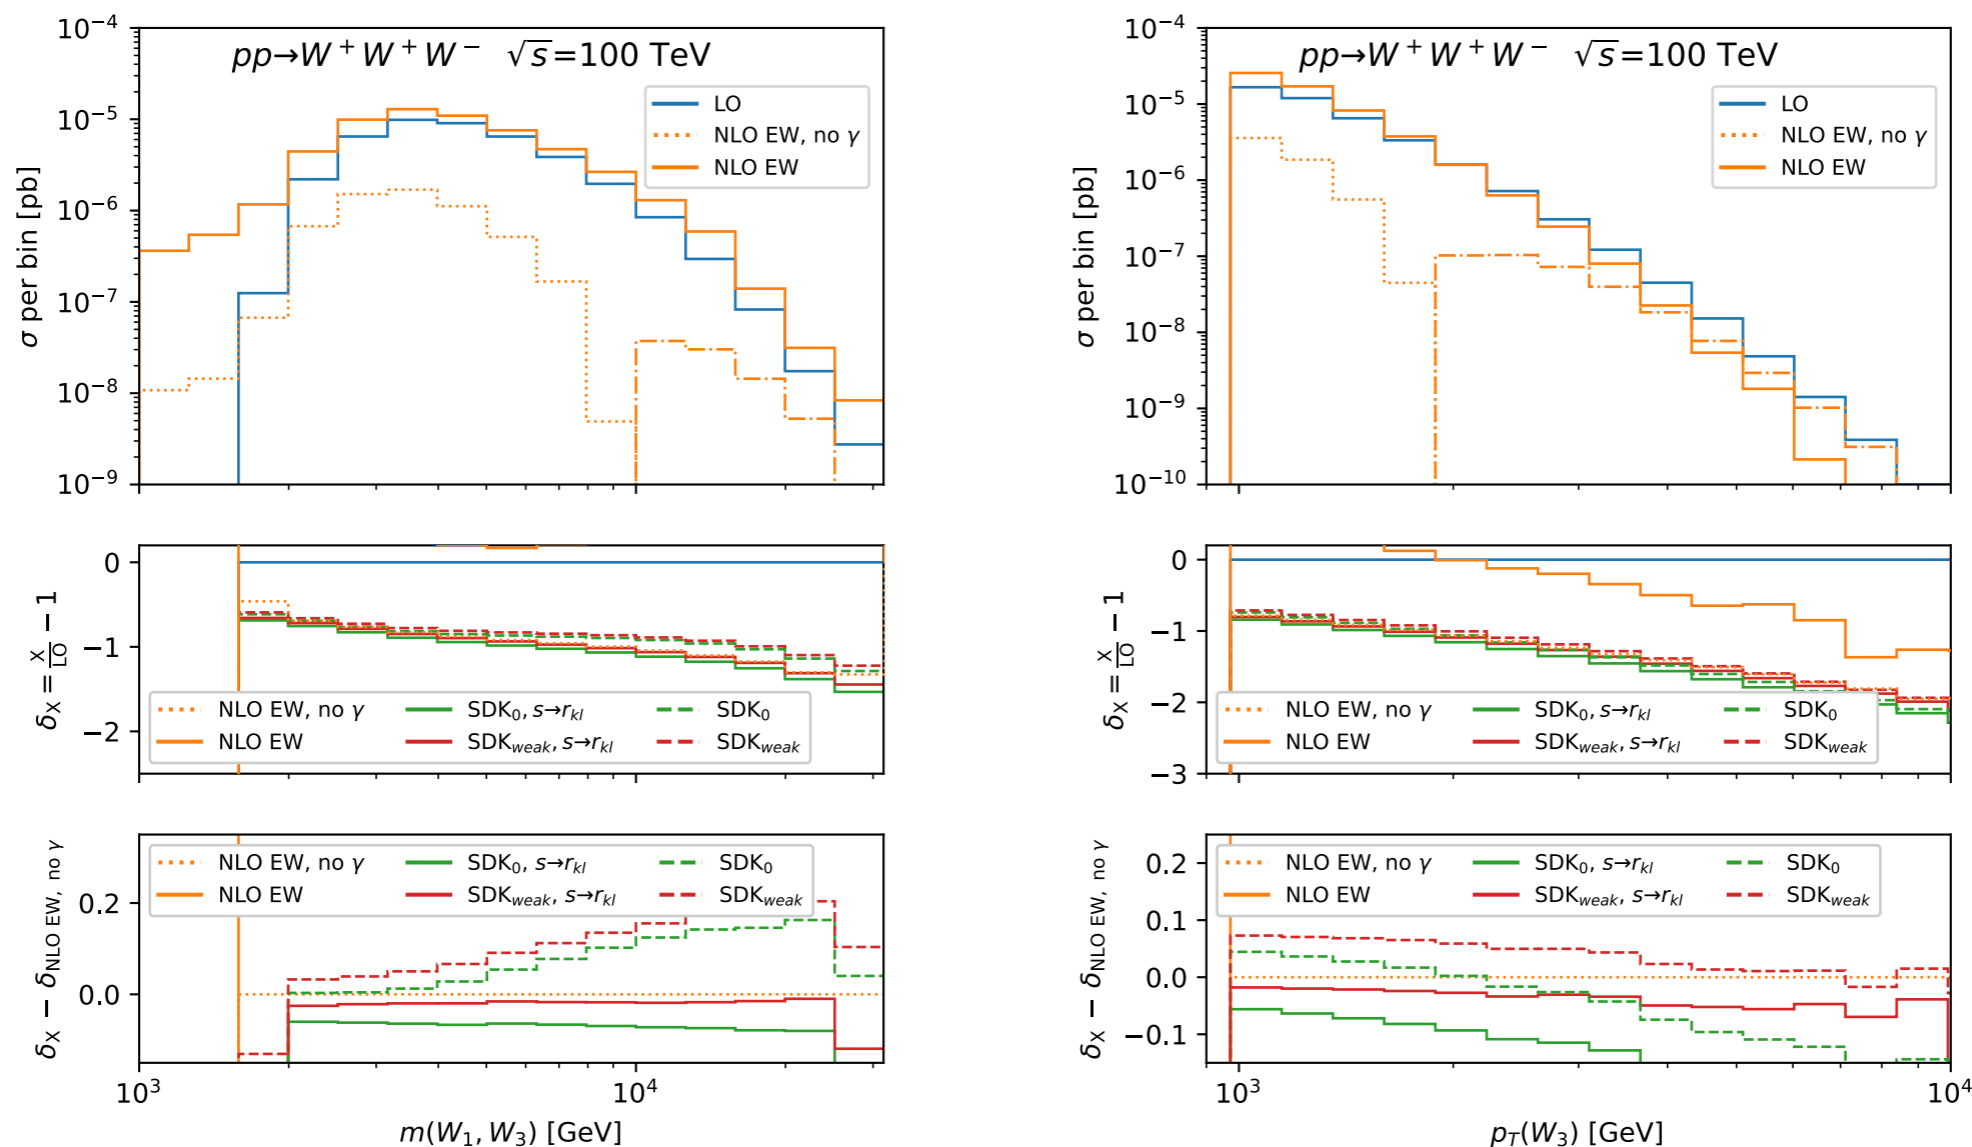 pp→W⁺W⁺W⁻ √s=100 TeV
LO
NLO EW, no γ
NLO EW
σ per bin [pb]
10⁻⁴
10⁻⁵
10⁻⁶
10⁻⁷
10⁻⁸
10⁻⁹
δ_X = X/LO − 1
0
−1
−2
NLO EW, no γ
NLO EW
SDK₀, s→r_kl
SDK_weak, s→r_kl
SDK₀
SDK_weak
δ_X − δ_NLO EW, no γ
0.2
0.0
NLO EW, no γ
NLO EW
SDK₀, s→r_kl
SDK_weak, s→r_kl
SDK₀
SDK_weak
10³
10⁴
m(W₁, W₃) [GeV]
pp→W⁺W⁺W⁻ √s=100 TeV
LO
NLO EW, no γ
NLO EW
σ per bin [pb]
10⁻⁴
10⁻⁵
10⁻⁶
10⁻⁷
10⁻⁸
10⁻⁹
10⁻¹⁰
δ_X = X/LO − 1
0
−1
−2
−3
NLO EW, no γ
NLO EW
SDK₀, s→r_kl
SDK_weak, s→r_kl
SDK₀
SDK_weak
δ_X − δ_NLO EW, no γ
0.2
0.1
0.0
−0.1
NLO EW, no γ
NLO EW
SDK₀, s→r_kl
SDK_weak, s→r_kl
SDK₀
SDK_weak
10³
10⁴
p_T(W₃) [GeV]